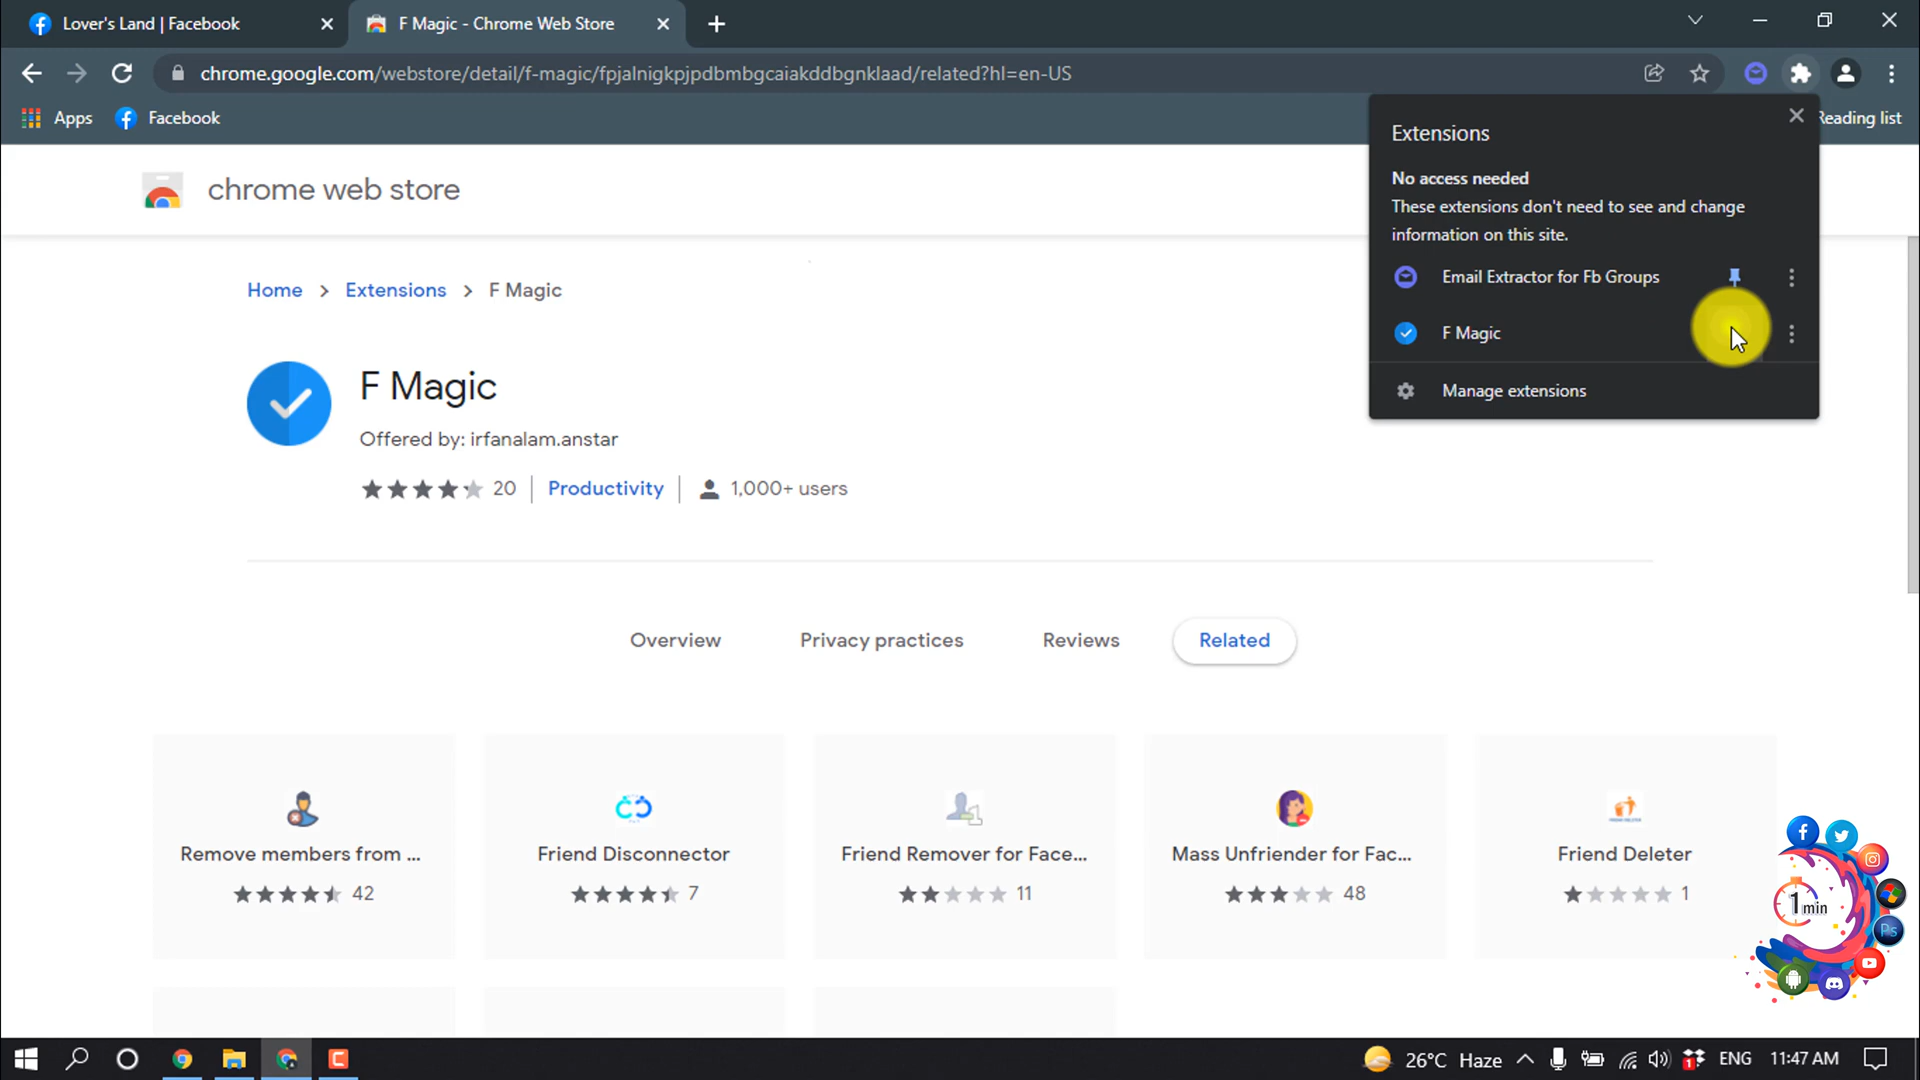 Lover's Land | Facebook
F Magic - Chrome Web Store
chrome.google.com/webstore/detail/f-magic/fpjalnigkpjpdbmbgcaiakddbgnklaad/related?hl=en-US
Apps
Facebook
Reading list
Extensions
No access needed
These extensions don't need to see and change
information on this site.
Email Extractor for Fb Groups
F Magic
Manage extensions
chrome web store
Home > Extensions > F Magic
F Magic
Offered by: irfanalam.anstar
20
Productivity
1,000+ users
Overview
Privacy practices
Reviews
Related
Remove members from ...
42
Friend Disconnector
7
Friend Remover for Face...
11
Mass Unfriender for Fac...
48
Friend Deleter
1
1 min
Ps
26°C Haze
ENG
11:47 AM